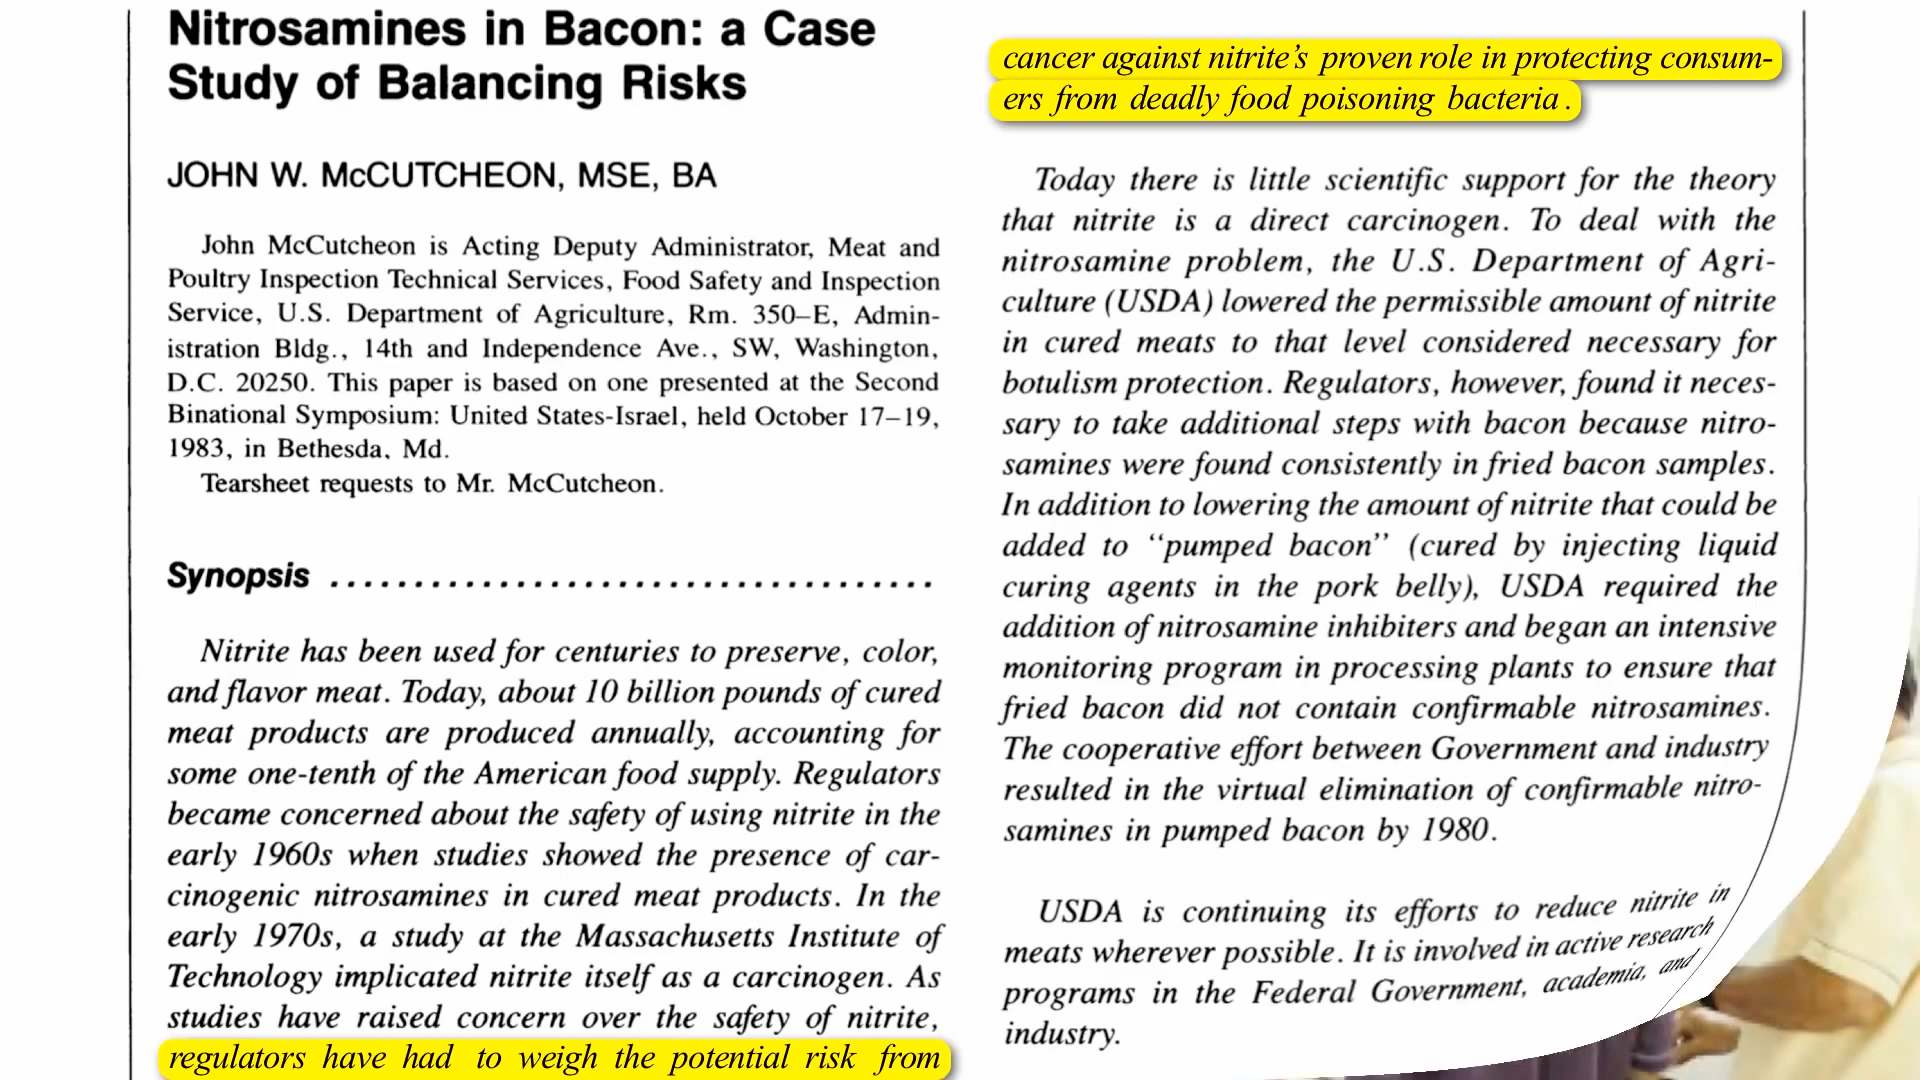 Nitrosamines in Bacon: a Case
Study of Balancing Risks
JOHN W. McCUTCHEON, MSE, BA
John McCutcheon is Acting Deputy Administrator, Meat and
Poultry Inspection Technical Services, Food Safety and Inspection
Service, U.S. Department of Agriculture, Rm. 350–E, Admin-
istration Bldg., 14th and Independence Ave., SW, Washington,
D.C. 20250. This paper is based on one presented at the Second
Binational Symposium: United States-Israel, held October 17–19,
1983, in Bethesda, Md.
Tearsheet requests to Mr. McCutcheon.
Synopsis ....................................
Nitrite has been used for centuries to preserve, color,
and flavor meat. Today, about 10 billion pounds of cured
meat products are produced annually, accounting for
some one-tenth of the American food supply. Regulators
became concerned about the safety of using nitrite in the
early 1960s when studies showed the presence of car-
cinogenic nitrosamines in cured meat products. In the
early 1970s, a study at the Massachusetts Institute of
Technology implicated nitrite itself as a carcinogen. As
studies have raised concern over the safety of nitrite,
regulators have had to weigh the potential risk from
cancer against nitrite's proven role in protecting consum-
ers from deadly food poisoning bacteria.
Today there is little scientific support for the theory
that nitrite is a direct carcinogen. To deal with the
nitrosamine problem, the U.S. Department of Agri-
culture (USDA) lowered the permissible amount of nitrite
in cured meats to that level considered necessary for
botulism protection. Regulators, however, found it neces-
sary to take additional steps with bacon because nitro-
samines were found consistently in fried bacon samples.
In addition to lowering the amount of nitrite that could be
added to "pumped bacon" (cured by injecting liquid
curing agents in the pork belly), USDA required the
addition of nitrosamine inhibiters and began an intensive
monitoring program in processing plants to ensure that
fried bacon did not contain confirmable nitrosamines.
The cooperative effort between Government and industry
resulted in the virtual elimination of confirmable nitro-
samines in pumped bacon by 1980.
USDA is continuing its efforts to reduce nitrite in
meats wherever possible. It is involved in active research
programs in the Federal Government, academia, and
industry.